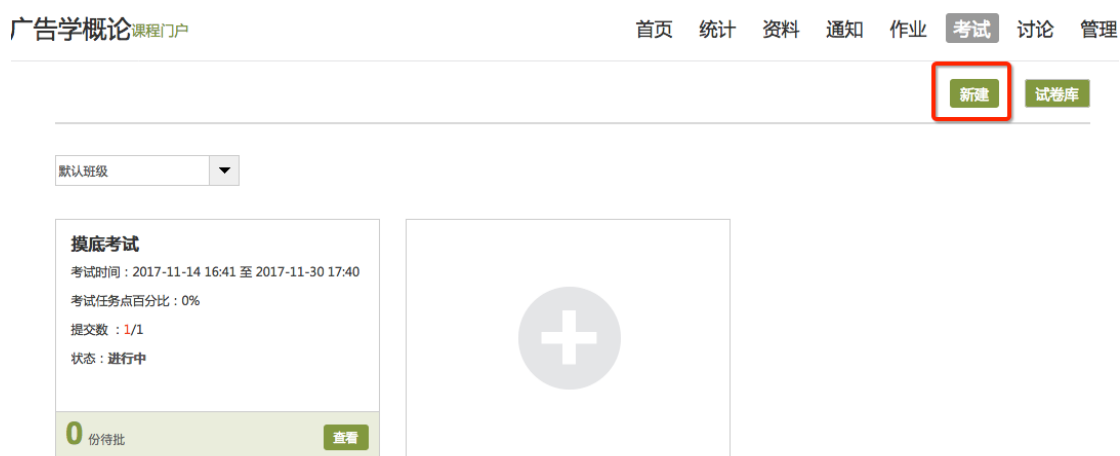 广告学概论课程门户
首页 统计 资料 通知 作业 考试 讨论 管理
新建 试卷库
默认班级
摸底考试
考试时间：2017-11-14 16:41 至 2017-11-30 17:40
考试任务点百分比：0%
提交数 ：1/1
状态：进行中
0 份待批 查看